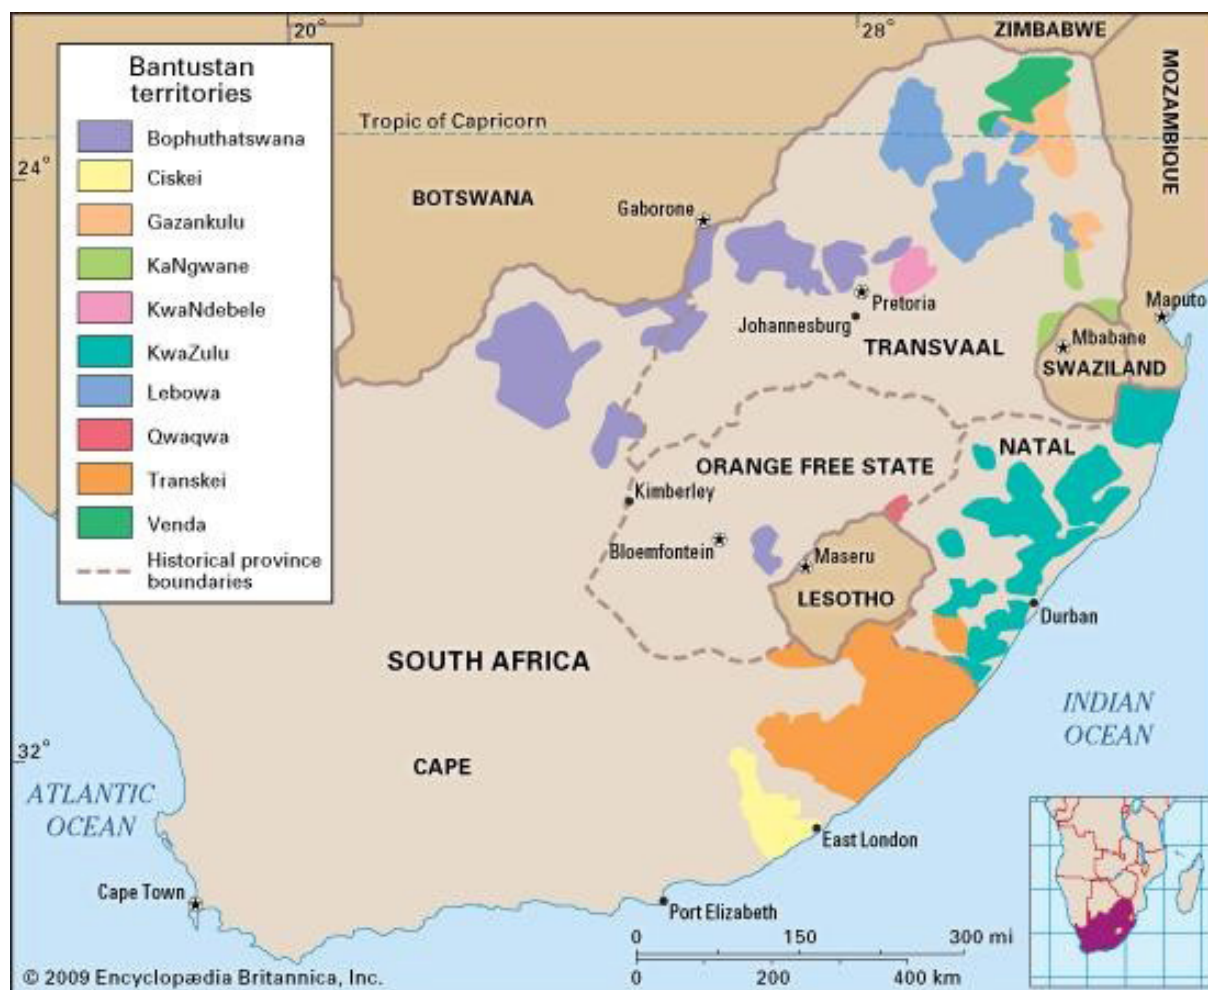 20°
28°
ZIMBABWE
Bantustan
territories
Bophuthatswana
Ciskei
Gazankulu
KaNgwane
KwaNdebele
KwaZulu
Lebowa
Qwaqwa
Transkei
Venda
Historical province
boundaries
MOZAMBIQUE
Tropic of Capricorn
24°
BOTSWANA
Gaborone
Pretoria
Johannesburg
Maputo
TRANSVAAL
Mbabane
SWAZILAND
NATAL
ORANGE FREE STATE
Kimberley
Bloemfontein
Maseru
LESOTHO
Durban
SOUTH AFRICA
INDIAN
OCEAN
32°
CAPE
ATLANTIC
OCEAN
East London
Cape Town
Port Elizabeth
0 150 300 mi
0 200 400 km
© 2009 Encyclopædia Britannica, Inc.